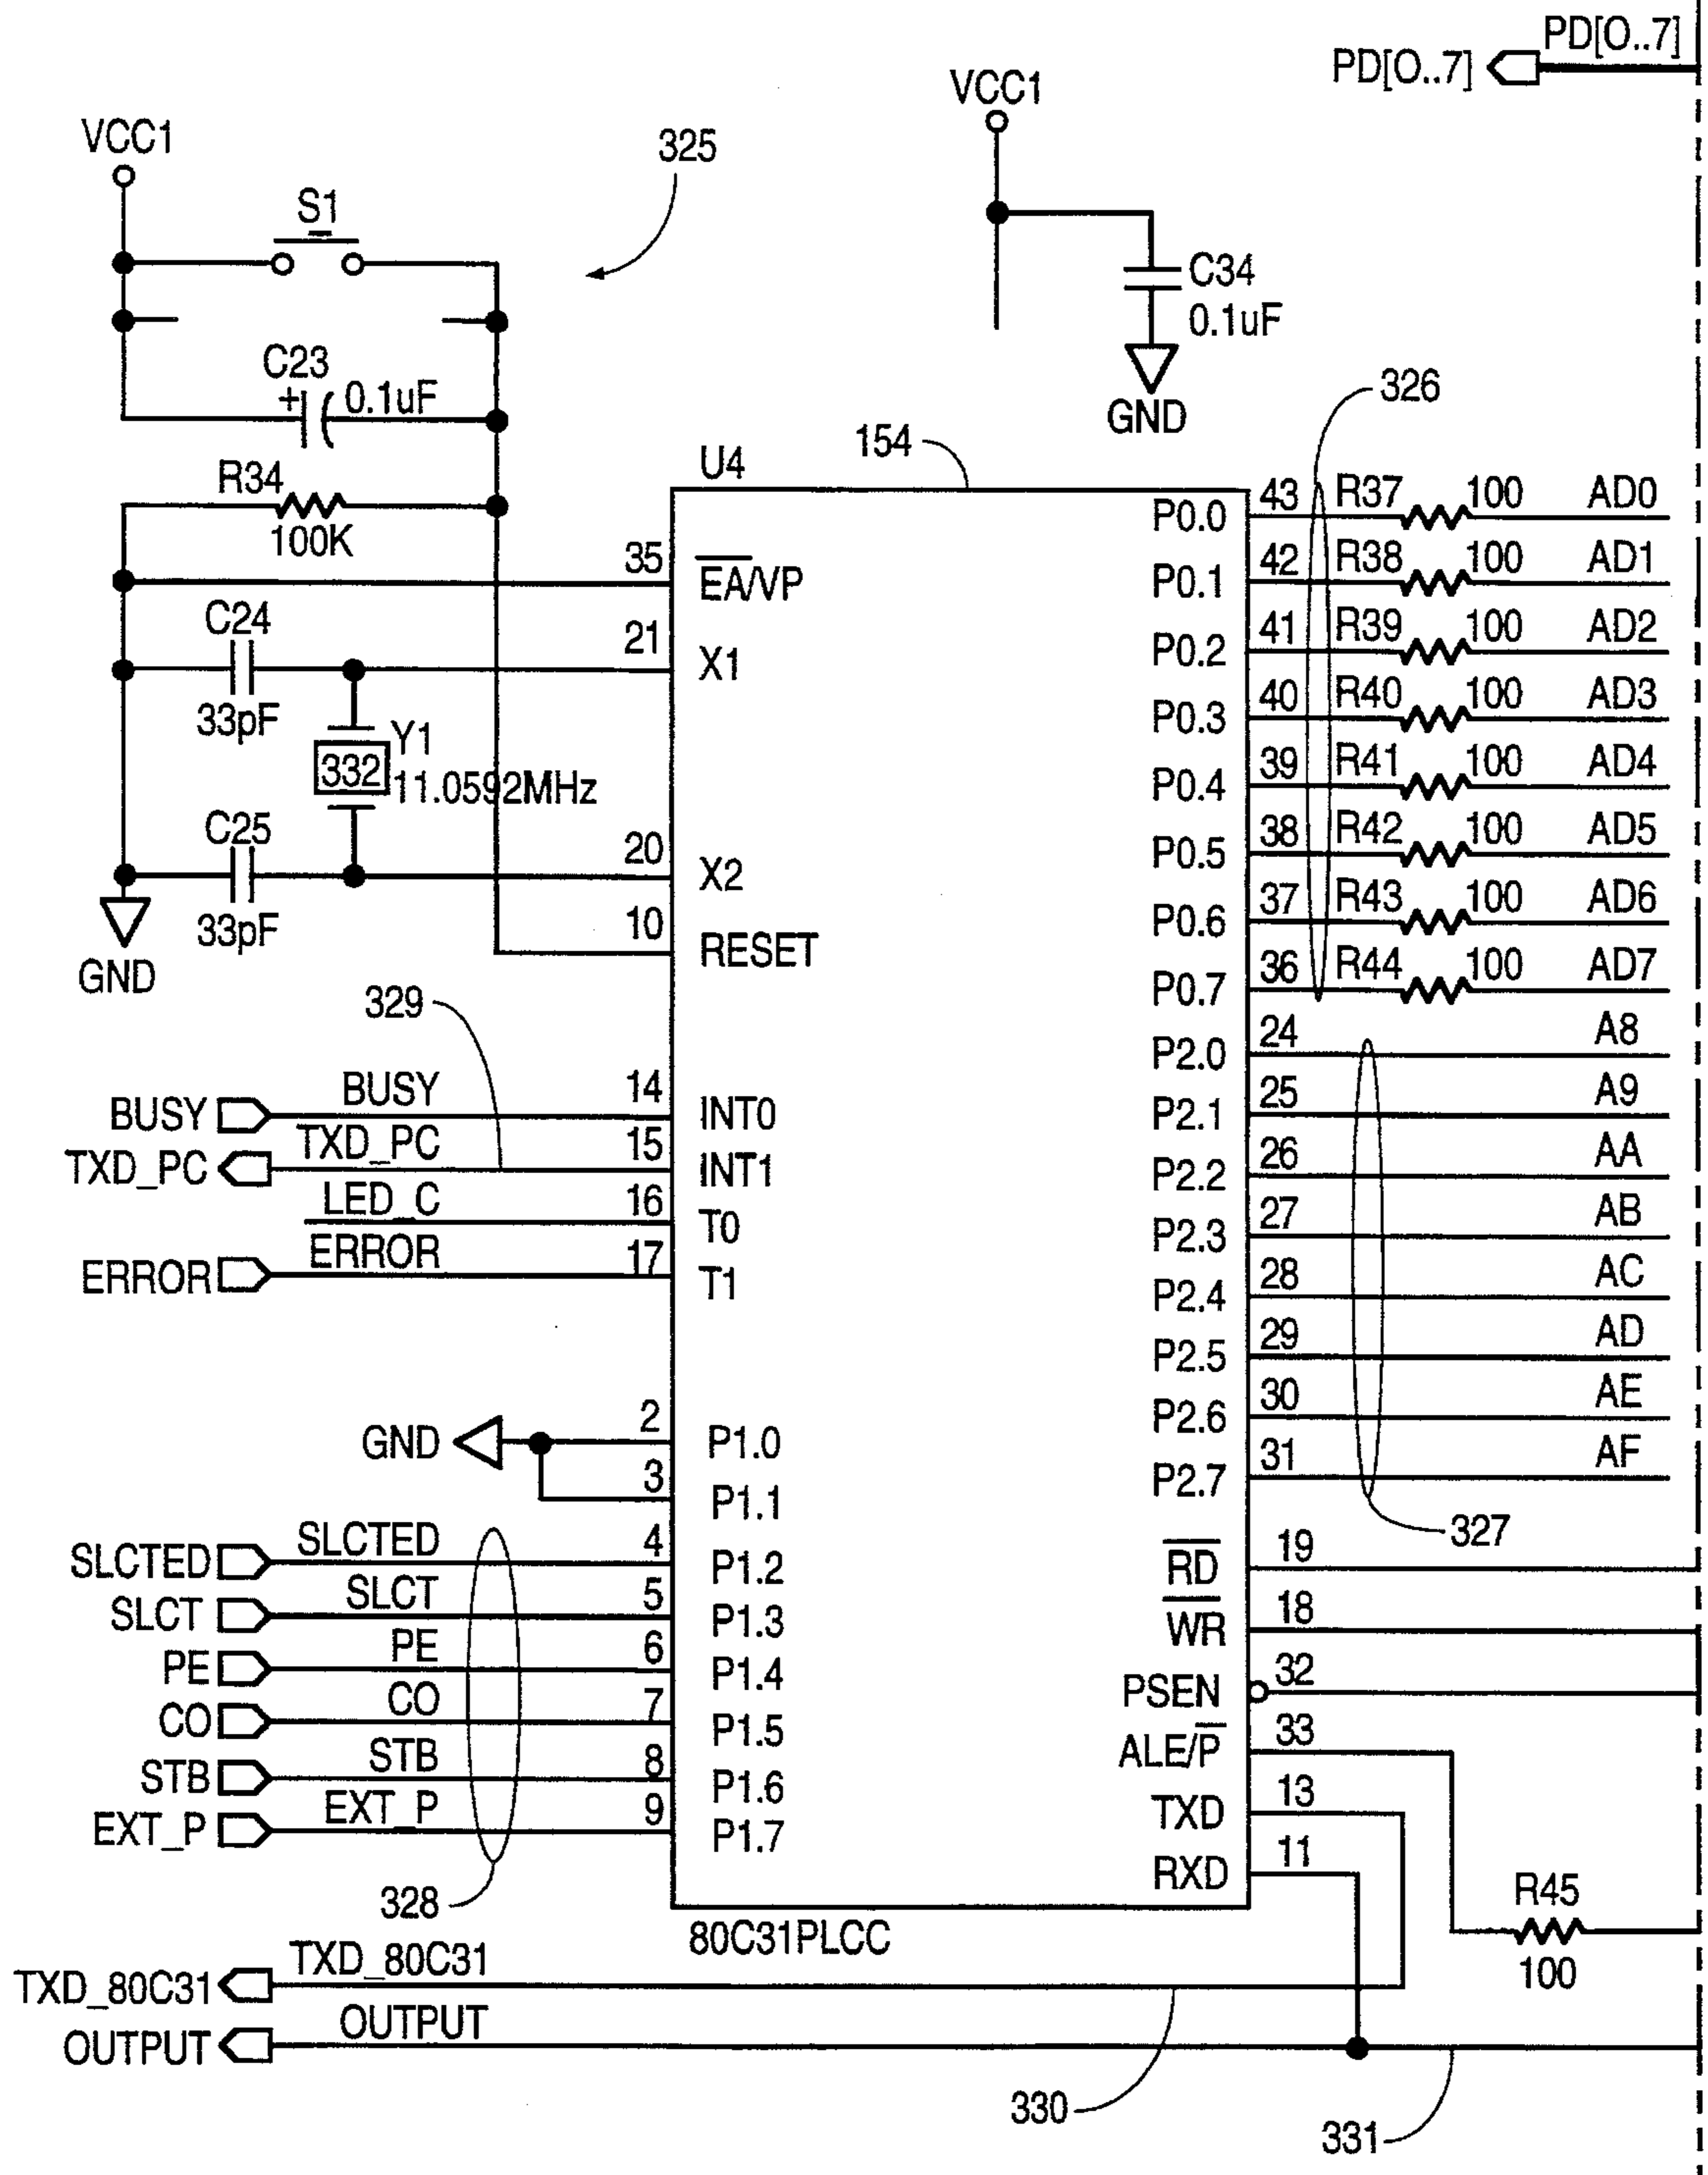 PD[O..7]
PD[O..7]
VCC1
VCC1
325
S1
C34
0.1uF
GND
C23
+
0.1uF
326
154
U4
R34
100K
35
EA/VP
C24
33pF
21
X1
Y1
332
11.0592MHz
C25
33pF
20
X2
10
RESET
GND
329
P0.0 43 R37 100 AD0
P0.1 42 R38 100 AD1
P0.2 41 R39 100 AD2
P0.3 40 R40 100 AD3
P0.4 39 R41 100 AD4
P0.5 38 R42 100 AD5
P0.6 37 R43 100 AD6
P0.7 36 R44 100 AD7
P2.0 24 A8
P2.1 25 A9
P2.2 26 AA
P2.3 27 AB
P2.4 28 AC
P2.5 29 AD
P2.6 30 AE
P2.7 31 AF
327
BUSY BUSY 14 INT0
TXD_PC TXD_PC 15 INT1
LED_C 16 T0
ERROR ERROR 17 T1
GND 2 P1.0
3 P1.1
SLCTED SLCTED 4 P1.2
SLCT SLCT 5 P1.3
PE PE 6 P1.4
CO CO 7 P1.5
STB STB 8 P1.6
EXT_P EXT_P 9 P1.7
328
RD 19
WR 18
PSEN 32
ALE/P 33
TXD 13
RXD 11
R45
100
80C31PLCC
TXD_80C31 TXD_80C31
OUTPUT OUTPUT
330
331